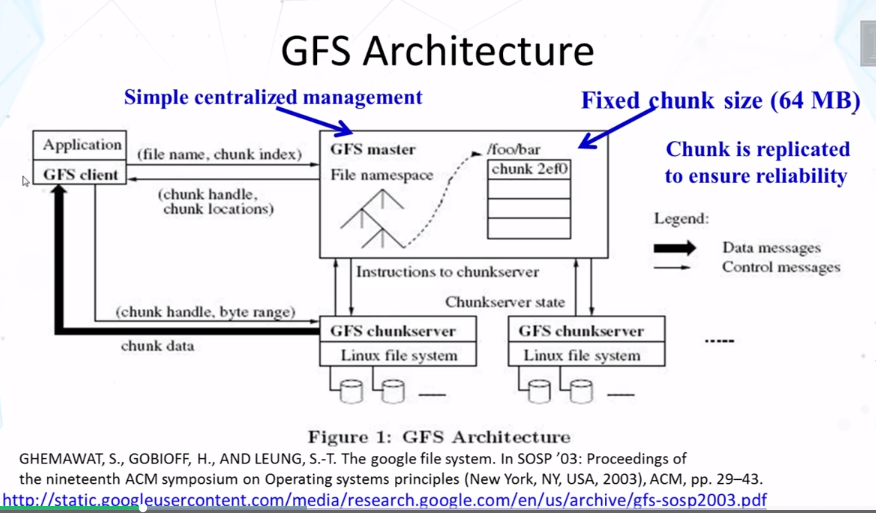 GFS Architecture
Simple centralized management
Fixed chunk size (64 MB)
Chunk is replicated
to ensure reliability
Application
GFS client
(file name, chunk index)
(chunk handle,
chunk locations)
GFS master
File namespace
/foo/bar
chunk 2ef0
Legend:
Data messages
Control messages
Instructions to chunkserver
Chunkserver state
(chunk handle, byte range)
chunk data
GFS chunkserver
Linux file system
GFS chunkserver
Linux file system
Figure 1: GFS Architecture
GHEMAWAT, S., GOBIOFF, H., AND LEUNG, S.-T. The google file system. In SOSP ’03: Proceedings of
the nineteenth ACM symposium on Operating systems principles (New York, NY, USA, 2003), ACM, pp. 29–43.
http://static.googleusercontent.com/media/research.google.com/en/us/archive/gfs-sosp2003.pdf